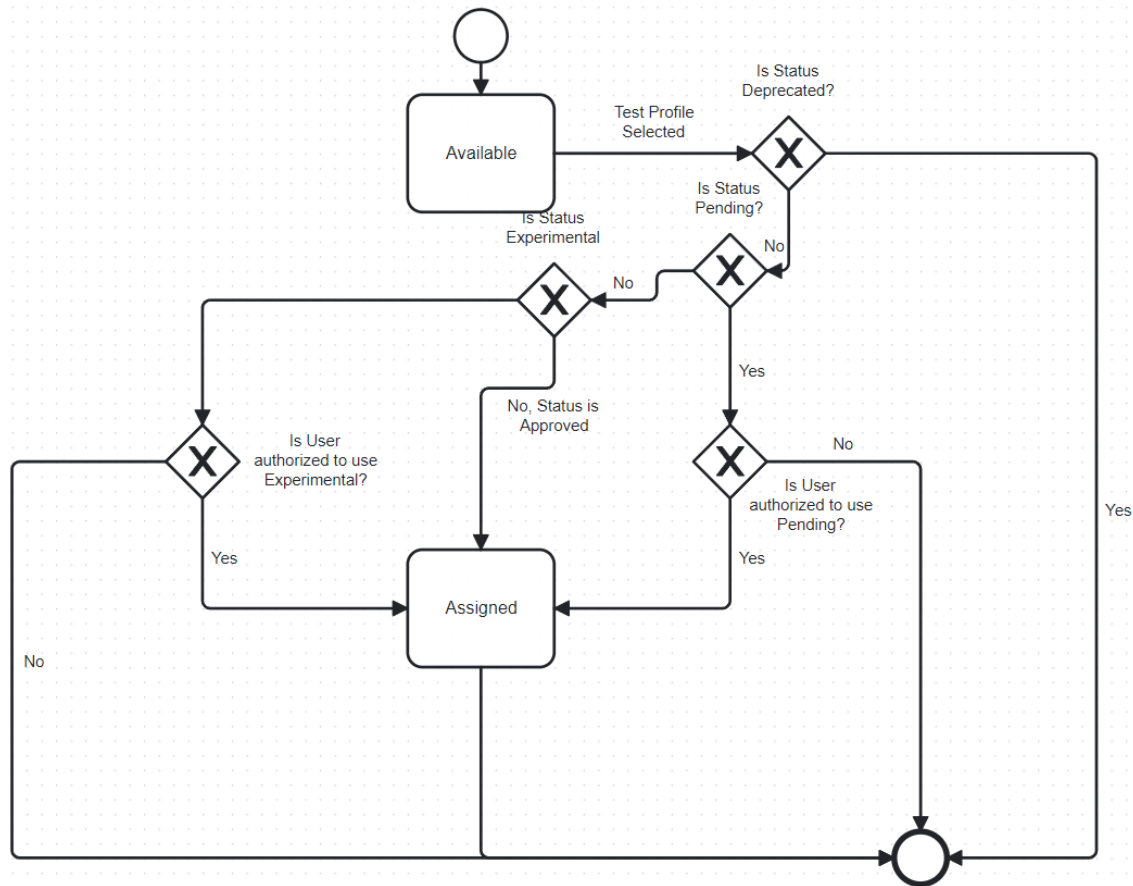 Is Status
Deprecated?
Test Profile
Selected
Available
Is Status
Pending?
Is Status
Experimental
No
No
Yes
No, Status is
Approved
Is User
authorized to use
Experimental?
No
Is User
authorized to use
Pending?
Yes
Yes
Yes
Assigned
No